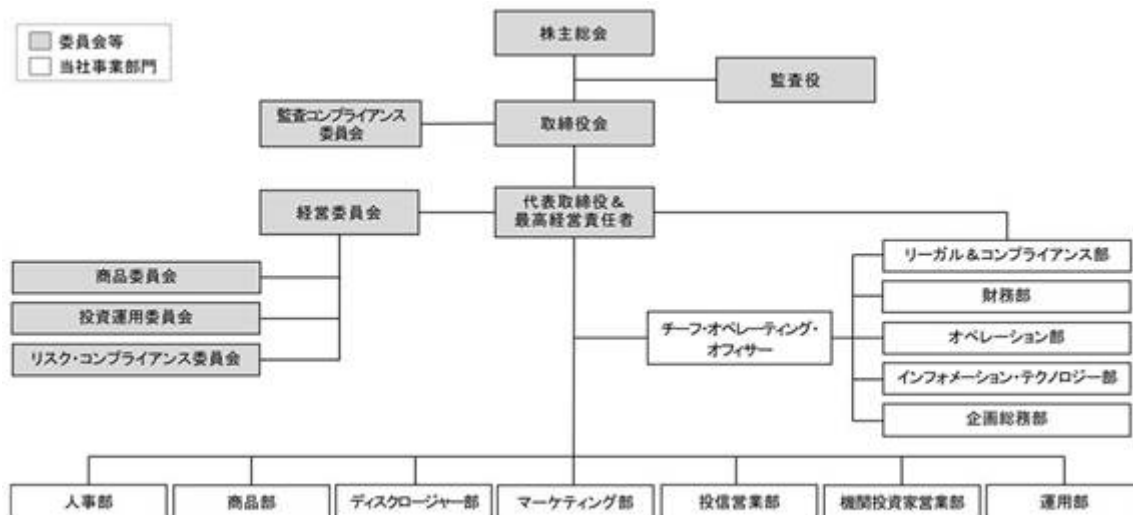 委員会等
当社事業部門
株主総会
監査役
監査コンプライアンス
委員会
取締役会
経営委員会
代表取締役＆
最高経営責任者
商品委員会
投資運用委員会
リスク・コンプライアンス委員会
リーガル＆コンプライアンス部
財務部
チーフ・オペレーティング・
オフィサー
オペレーション部
インフォメーション・テクノロジー部
企画総務部
人事部
商品部
ディスクロージャー部
マーケティング部
投信営業部
機関投資家営業部
運用部